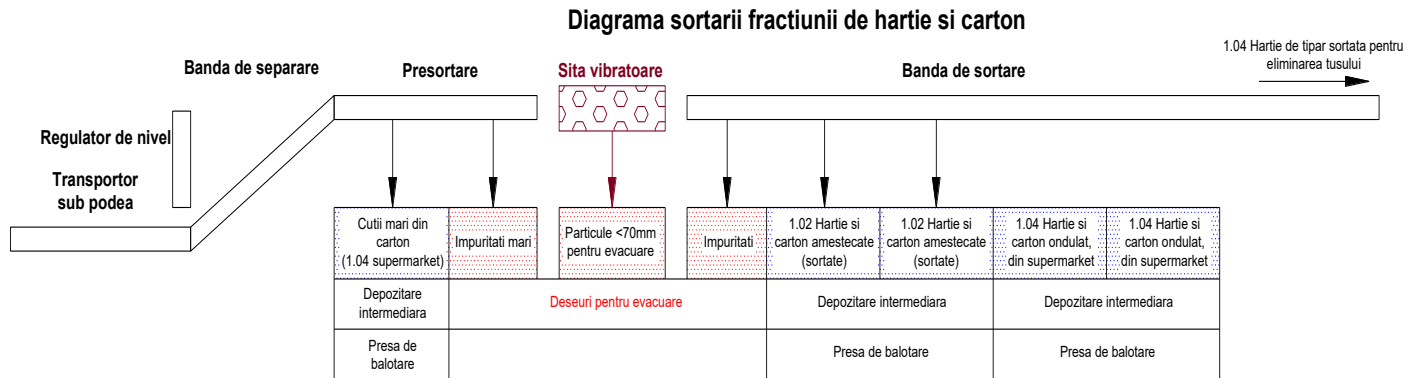 Diagrama sortarii fractiunii de hartie si carton
1.04 Hartie de tipar sortata pentru
eliminarea tusului
Banda de separare
Presortare
Sita vibratoare
Banda de sortare
Regulator de nivel
Transportor
sub podea
Cutii mari din
carton
(1.04 supermarket)
Impuritati mari
Particule <70mm
pentru evacuare
Impuritati
1.02 Hartie si
carton amestecate
(sortate)
1.02 Hartie si
carton amestecate
(sortate)
1.04 Hartie si
carton ondulat,
din supermarket
1.04 Hartie si
carton ondulat,
din supermarket
Depozitare
intermediara
Deseuri pentru evacuare
Depozitare intermediara
Depozitare intermediara
Presa de
balotare
Presa de balotare
Presa de balotare